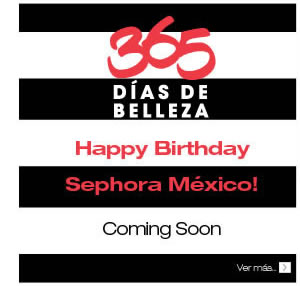 365
DÍAS DE
BELLEZA
Happy Birthday
Sephora México!
Coming Soon
Ver más...